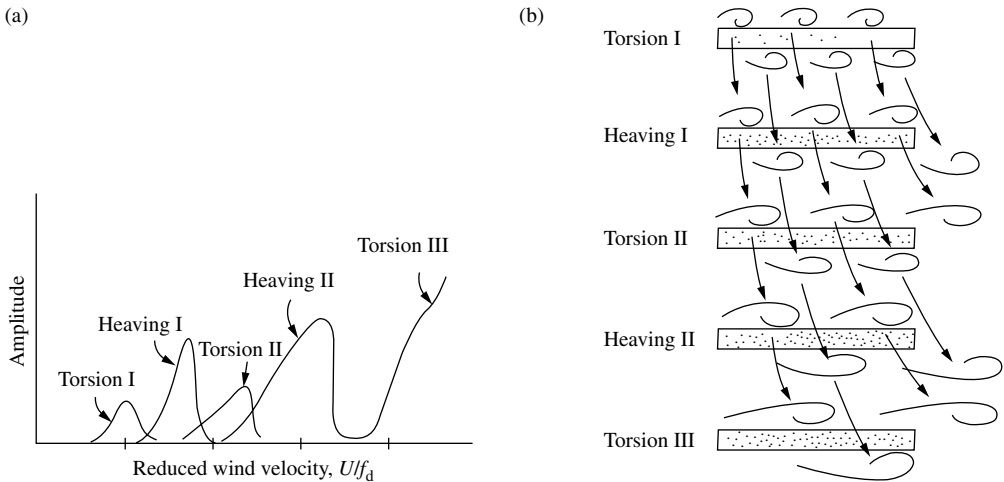 (a)
Amplitude
Torsion I
Heaving I
Torsion II
Heaving II
Torsion III
Reduced wind velocity, U/f_d
(b)
Torsion I
Heaving I
Torsion II
Heaving II
Torsion III